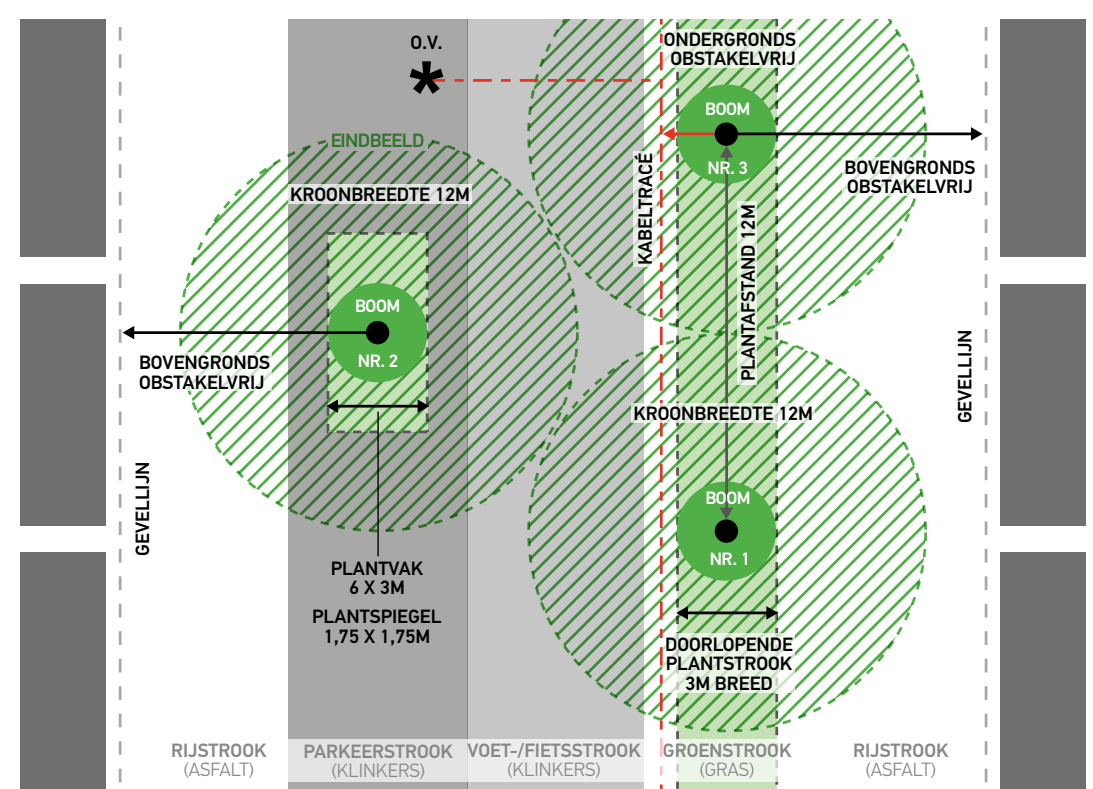 O.V.
ONDERGRONDS
OBSTAKELVRIJ
BOOM
NR. 3
EINDBEELD
KROONBREEDTE 12M
KABELTRACÉ
BOVENGRONDS
OBSTAKELVRIJ
PLANTAFSTAND 12M
BOOM
NR. 2
BOVENGRONDS
OBSTAKELVRIJ
GEVELLIJN
KROONBREEDTE 12M
GEVELLIJN
BOOM
NR. 1
PLANTVAK
6 X 3M
PLANTSPIEGEL
1,75 X 1,75M
DOORLOPENDE
PLANTSTROOK
3M BREED
RIJSTROOK
(ASFALT)
PARKEERSTROOK
(KLINKERS)
VOET-/FIETSSTROOK
(KLINKERS)
GROENSTROOK
(GRAS)
RIJSTROOK
(ASFALT)